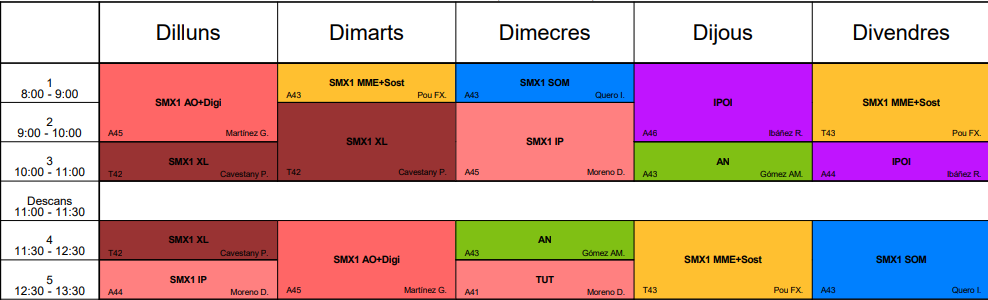 Dilluns Dimarts Dimecres Dijous Divendres
1
8:00 - 9:00
SMX1 AO+Digi
A45 Martínez G.
SMX1 MME+Sost
A43 Pou FX.
SMX1 SOM
A43 Quero I.
IPOI
A46 Ibáñez R.
SMX1 MME+Sost
T43 Pou FX.
2
9:00 - 10:00
SMX1 XL
T42 Cavestany P.
SMX1 IP
A45 Moreno D.
3
10:00 - 11:00
SMX1 XL
T42 Cavestany P.
AN
A43 Gómez AM.
IPOI
A44 Ibáñez R.
Descans
11:00 - 11:30
4
11:30 - 12:30
SMX1 XL
T42 Cavestany P.
SMX1 AO+Digi
A45 Martínez G.
AN
A43 Gómez AM.
SMX1 MME+Sost
T43 Pou FX.
SMX1 SOM
A43 Quero I.
5
12:30 - 13:30
SMX1 IP
A44 Moreno D.
TUT
A41 Moreno D.